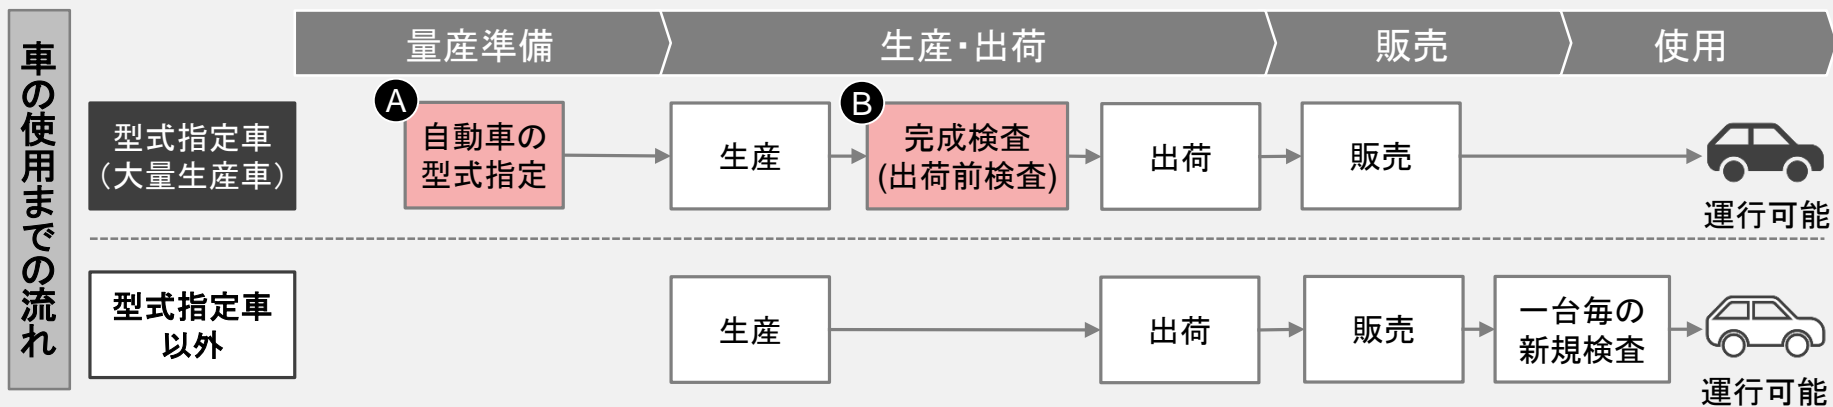 車の使用までの流れ
量産準備
生産・出荷
販売
使用
型式指定車
（大量生産車）
A
自動車の
型式指定
生産
B
完成検査
(出荷前検査)
出荷
販売
運行可能
型式指定車
以外
生産
出荷
販売
一台毎の
新規検査
運行可能